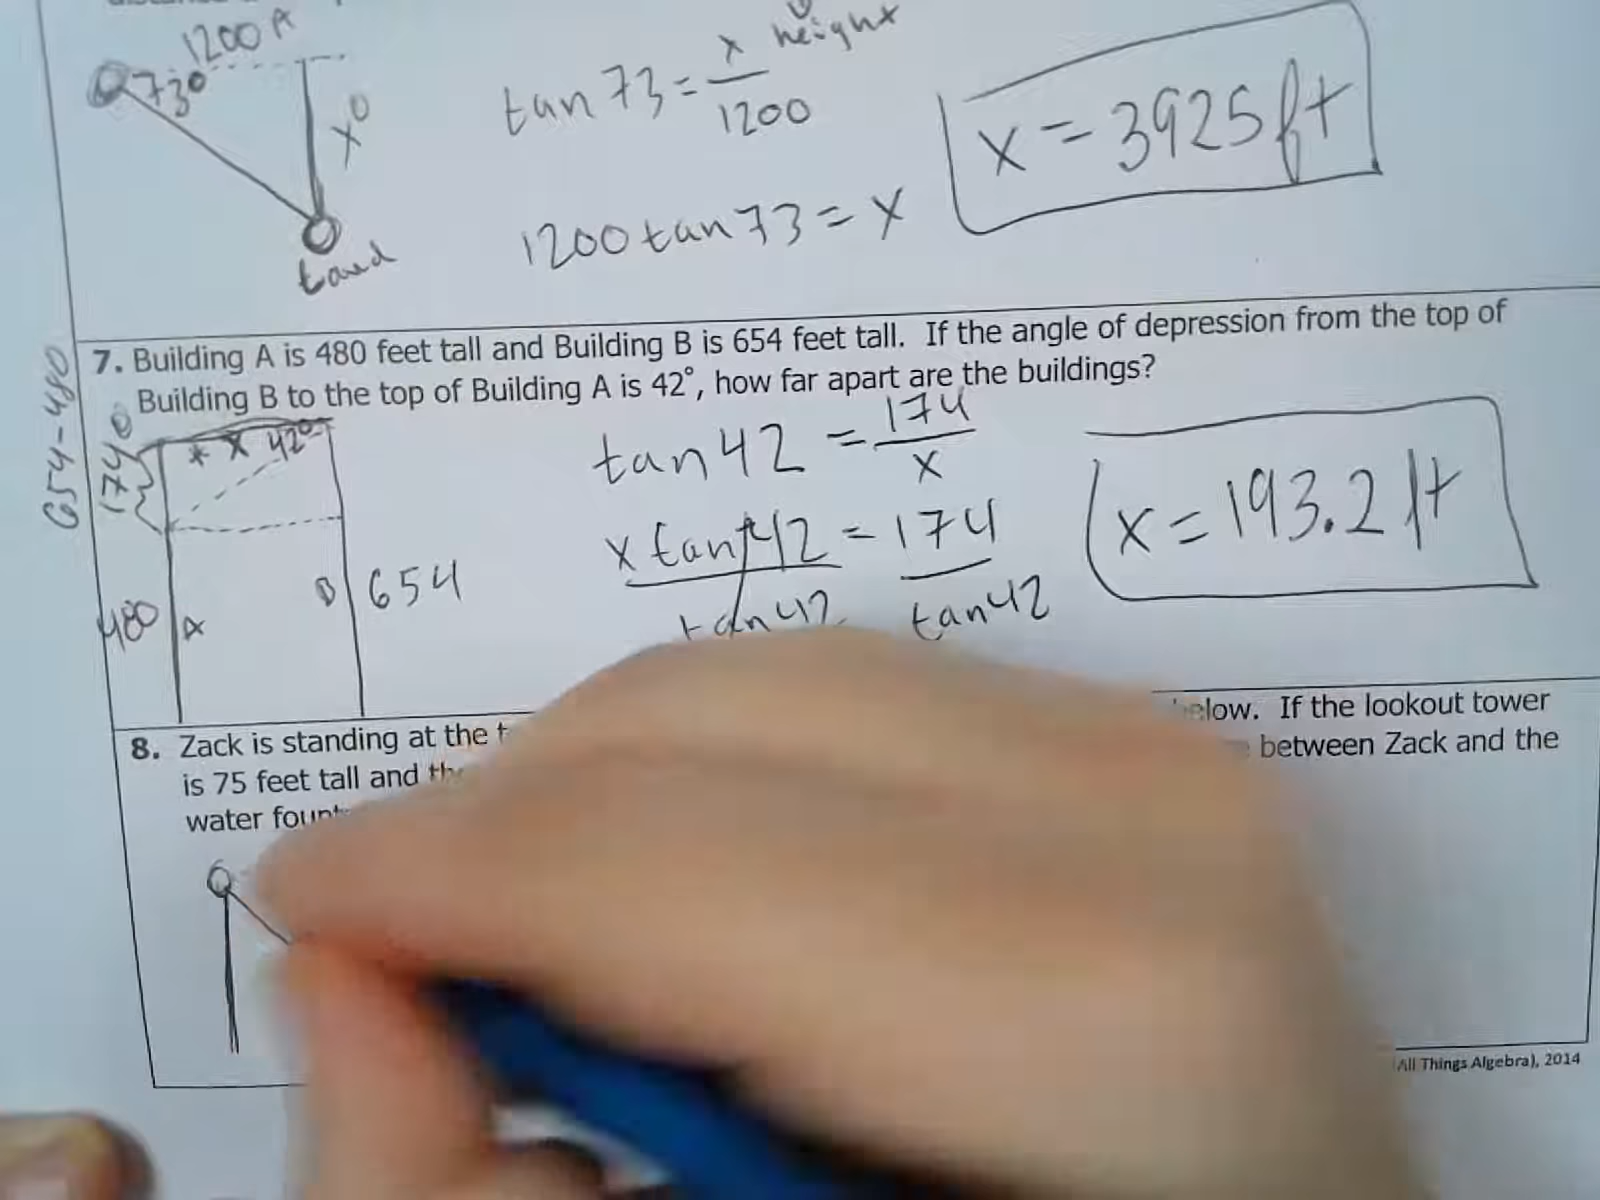 1200 ft
73°
x°
land
tan 73 = x / 1200
height
1200 tan 73 = x
x = 3925 ft
7. Building A is 480 feet tall and Building B is 654 feet tall. If the angle of depression from the top of
Building B to the top of Building A is 42°, how far apart are the buildings?
654-480
174
* x 42°
480
A
B
654
tan 42 = 174 / x
x tan 42 = 174
tan 42 tan 42
x = 193.2 ft
8. Zack is standing at the
below. If the lookout tower
is 75 feet tall and
between Zack and the
water
All Things Algebra), 2014